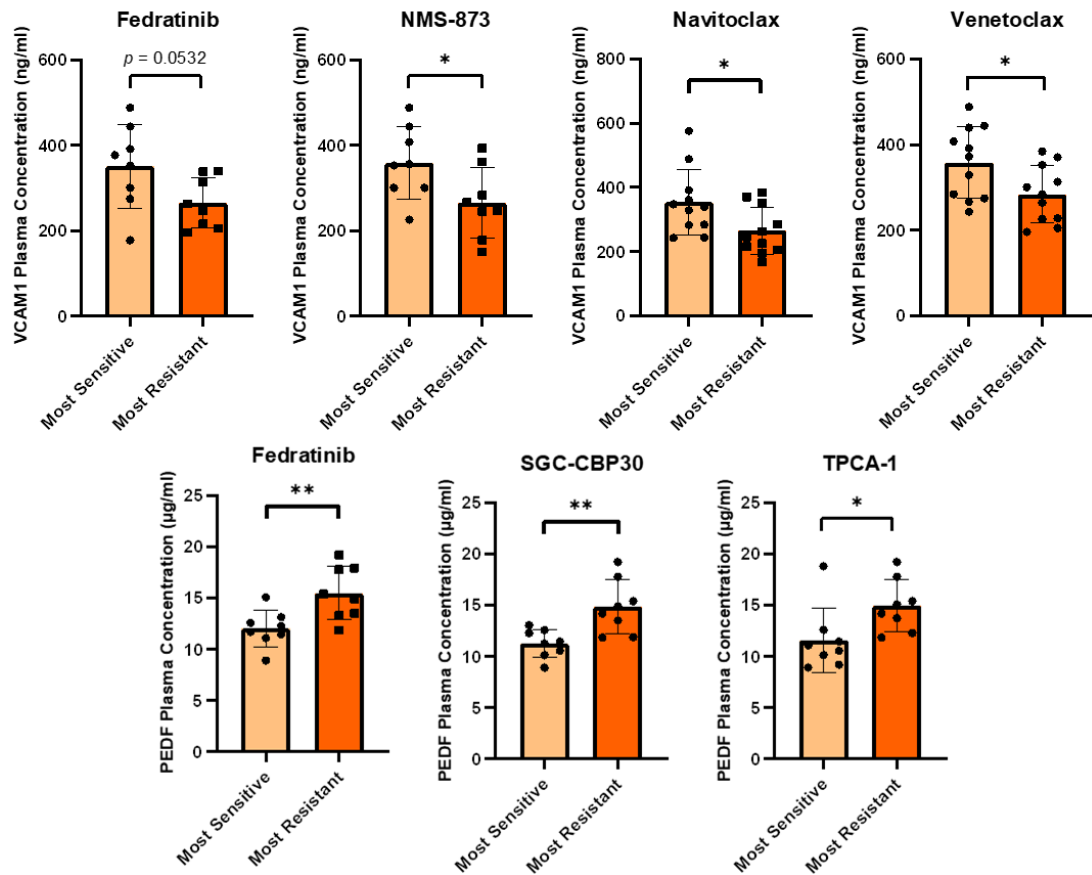 Fedratinib
VCAM1 Plasma Concentration (ng/ml)
600
400
200
0
p = 0.0532
Most Sensitive
Most Resistant
NMS-873
VCAM1 Plasma Concentration (ng/ml)
600
400
200
0
*
Most Sensitive
Most Resistant
Navitoclax
VCAM1 Plasma Concentration (ng/ml)
800
600
400
200
0
*
Most Sensitive
Most Resistant
Venetoclax
VCAM1 Plasma Concentration (ng/ml)
600
400
200
0
*
Most Sensitive
Most Resistant
Fedratinib
PEDF Plasma Concentration (µg/ml)
25
20
15
10
5
0
**
Most Sensitive
Most Resistant
SGC-CBP30
PEDF Plasma Concentration (µg/ml)
25
20
15
10
5
0
**
Most Sensitive
Most Resistant
TPCA-1
PEDF Plasma Concentration (µg/ml)
25
20
15
10
5
0
*
Most Sensitive
Most Resistant